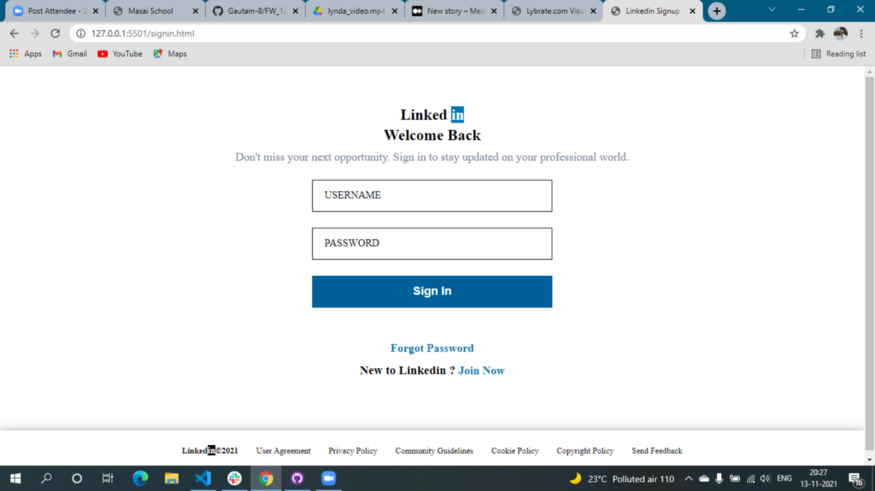 Post Attendee - Z
Masai School
Gautam-8/FW_12
lynda_video.mp4
New story – Med
Lybrate.com Visu
Linkedin Signup
127.0.0.1:5501/signin.html
Apps
Gmail
YouTube
Maps
Reading list
Linked in
Welcome Back
Don't miss your next opportunity. Sign in to stay updated on your professional world.
USERNAME
PASSWORD
Sign In
Forgot Password
New to Linkedin ? Join Now
Linkedin©2021 User Agreement Privacy Policy Community Guidelines Cookie Policy Copyright Policy Send Feedback
23°C Polluted air 110
ENG
20:27
13-11-2021
16